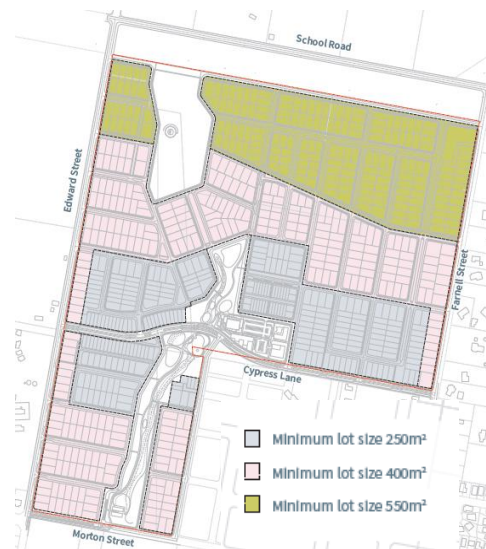 School Road
Edward Street
Farnell Street
Cypress Lane
Minimum lot size 250m²
Minimum lot size 400m²
Minimum lot size 550m²
Morton Street